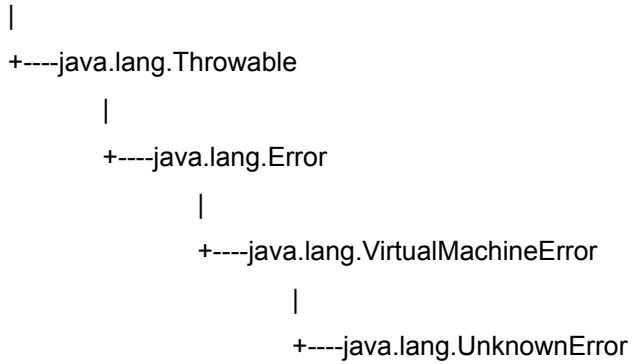 |
+----java.lang.Throwable
|
+----java.lang.Error
|
+----java.lang.VirtualMachineError
|
+----java.lang.UnknownError